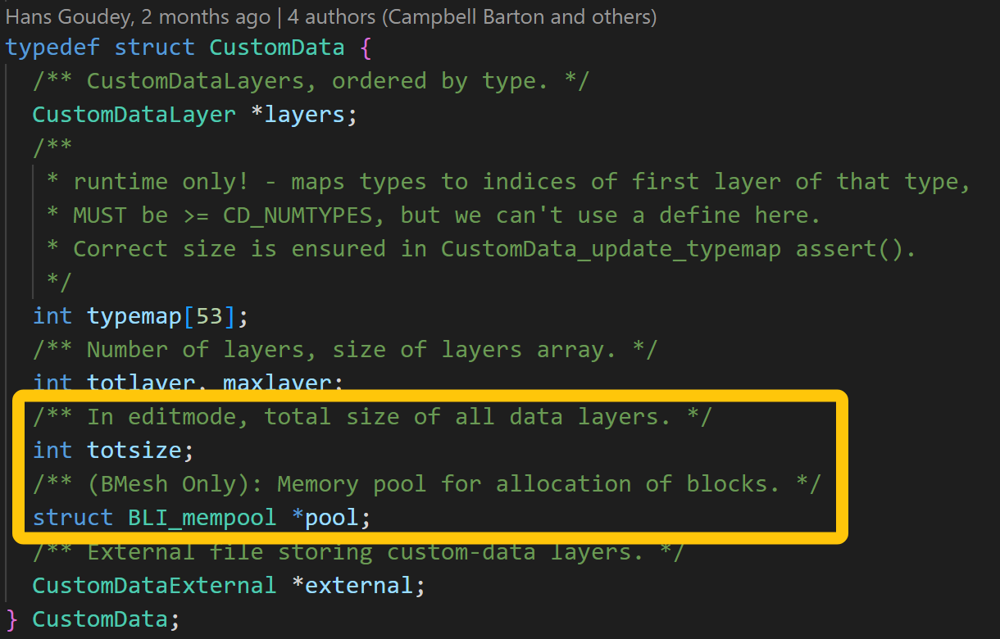 Hans Goudey, 2 months ago | 4 authors (Campbell Barton and others)
typedef struct CustomData {
/** CustomDataLayers, ordered by type. */
CustomDataLayer *layers;
/**
* runtime only! - maps types to indices of first layer of that type,
* MUST be >= CD_NUMTYPES, but we can't use a define here.
* Correct size is ensured in CustomData_update_typemap assert().
*/
int typemap[53];
/** Number of layers, size of layers array. */
int totlayer, maxlayer;
/** In editmode, total size of all data layers. */
int totsize;
/** (BMesh Only): Memory pool for allocation of blocks. */
struct BLI_mempool *pool;
/** External file storing custom-data layers. */
CustomDataExternal *external;
} CustomData;